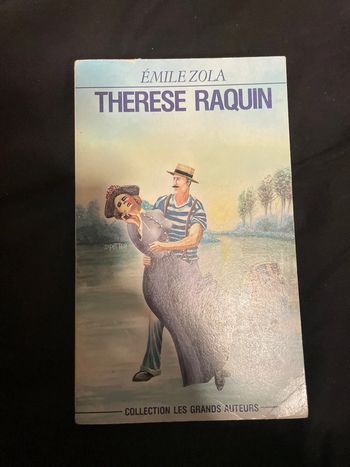 ÉMILE ZOLA
THERESE RAQUIN
COLLECTION LES GRANDS AUTEURS